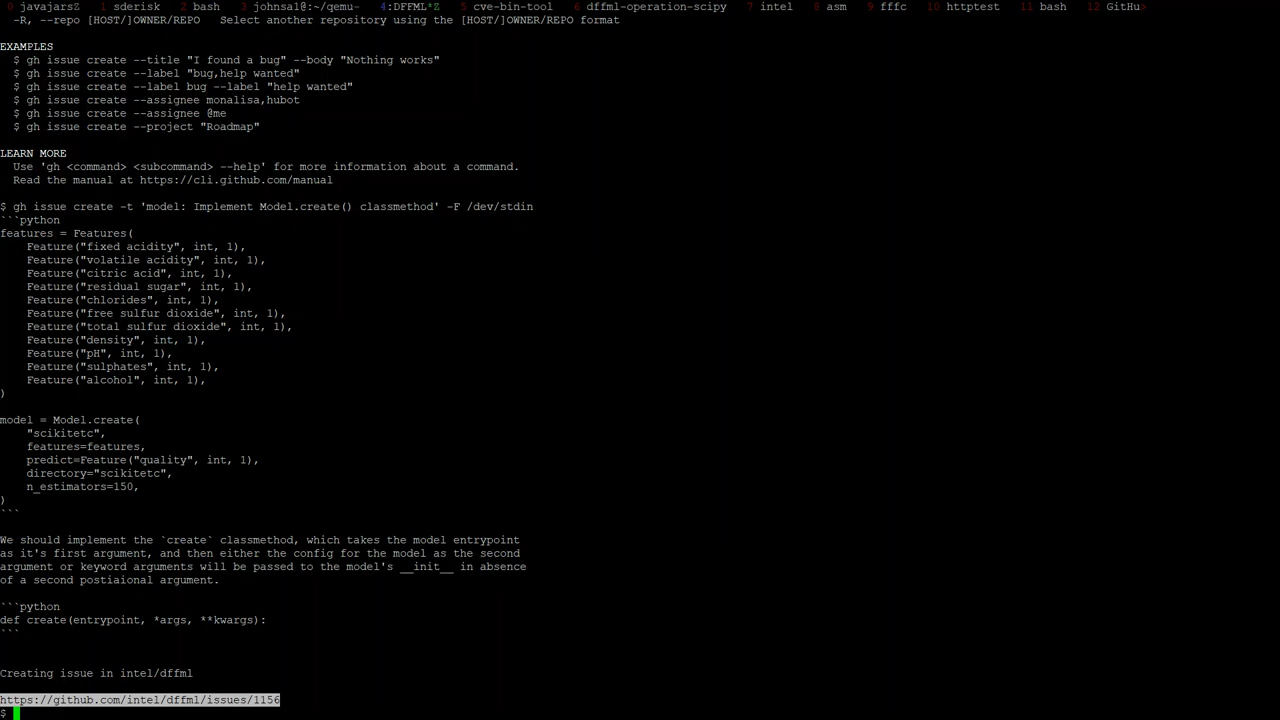 0 javajarsZ  1 sderisk  2 bash  3 johnsa1@:~/qemu-  4:DFFML*Z  5 cve-bin-tool  6 dffml-operation-scipy  7 intel  8 asm  9 fffc  10 httptest  11 bash  12 GitHu>
-R, --repo [HOST/]OWNER/REPO   Select another repository using the [HOST/]OWNER/REPO format
EXAMPLES
$ gh issue create --title "I found a bug" --body "Nothing works"
$ gh issue create --label "bug,help wanted"
$ gh issue create --label bug --label "help wanted"
$ gh issue create --assignee monalisa,hubot
$ gh issue create --assignee @me
$ gh issue create --project "Roadmap"
LEARN MORE
Use 'gh <command> <subcommand> --help' for more information about a command.
Read the manual at https://cli.github.com/manual
$ gh issue create -t 'model: Implement Model.create() classmethod' -F /dev/stdin
```python
features = Features(
    Feature("fixed acidity", int, 1),
    Feature("volatile acidity", int, 1),
    Feature("citric acid", int, 1),
    Feature("residual sugar", int, 1),
    Feature("chlorides", int, 1),
    Feature("free sulfur dioxide", int, 1),
    Feature("total sulfur dioxide", int, 1),
    Feature("density", int, 1),
    Feature("pH", int, 1),
    Feature("sulphates", int, 1),
    Feature("alcohol", int, 1),
)
model = Model.create(
    "scikitetc",
    features=features,
    predict=Feature("quality", int, 1),
    directory="scikitetc",
    n_estimators=150,
)
```
We should implement the `create` classmethod, which takes the model entrypoint
as it's first argument, and then either the config for the model as the second
argument or keyword arguments will be passed to the model's __init__ in absence
of a second postiaional argument.
```python
def create(entrypoint, *args, **kwargs):
```
Creating issue in intel/dffml
https://github.com/intel/dffml/issues/1156
$